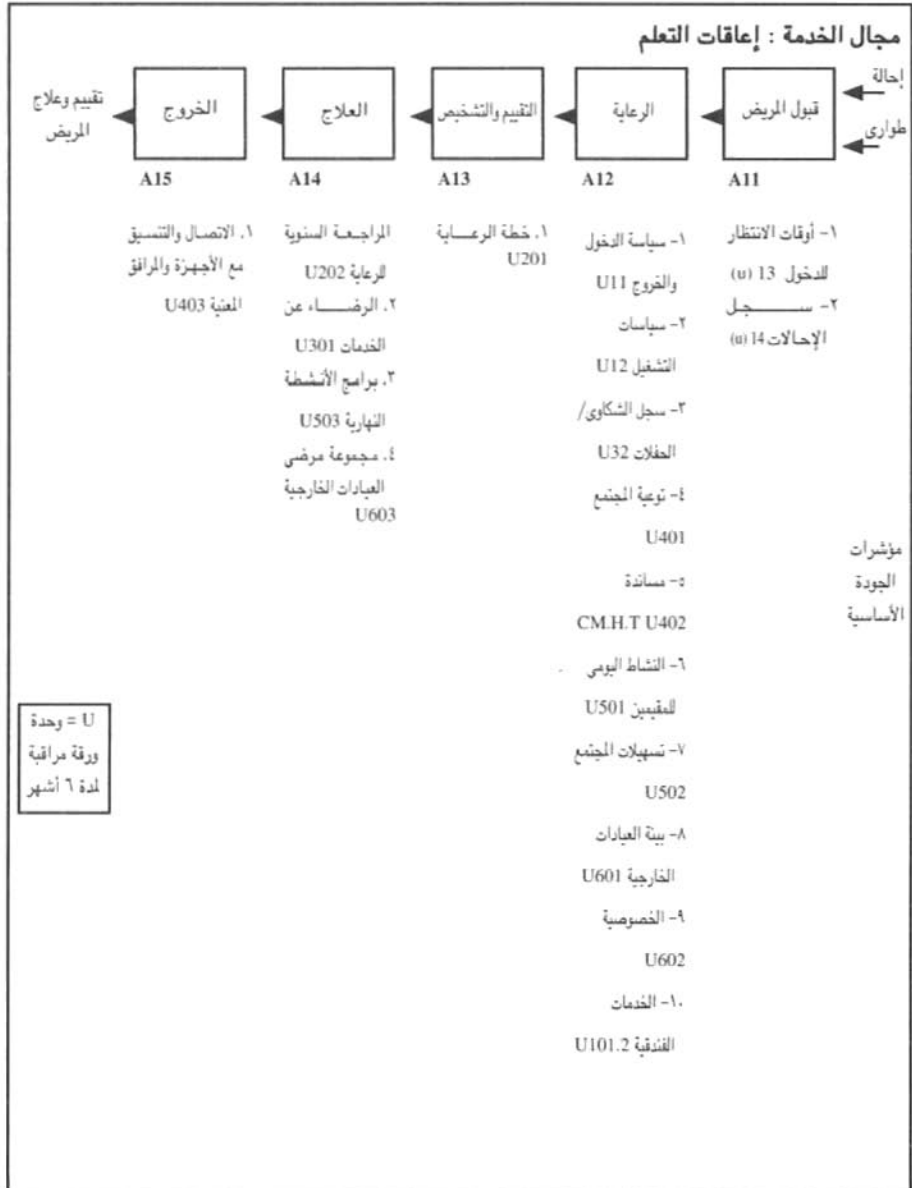 مجال الخدمة : إعاقات التعلم
إحالة
طوارئ
قبول المريض
الرعاية
التقييم والتشخيص
العلاج
الخروج
تقييم وعلاج
المريض
A11
A12
A13
A14
A15
١- أوقات الانتظار
للدخول 13 (u)
٢- سـجـل
الإحالات 14 (u)
١- سياسة الدخول
والخروج U11
٢- سياسات
التشغيل U12
٣- سجل الشكاوى/
الحفلات U32
٤- توعية المجتمع
U401
٥- مساندة
CM.H.T U402
٦- النشاط اليومي
للمقيمين U501
٧- تسهيلات المجتمع
U502
٨- بيئة العيادات
الخارجية U601
٩- الخصوصية
U602
١٠- الخدمات
الفندقية U101.2
١. خطة الرعـاية
U201
المراجـعـة السنوية
للرعاية U202
٢. الرضـاء عن
الخدمات U301
٣. برامج الأنشطة
النهارية U503
٤. مجموعة مرضى
العيادات الخارجية
U603
١. الاتصال والتنسيق
مع الأجهزة والمرافق
المعنية U403
مؤشرات
الجودة
الأساسية
U = وحدة
ورقة مراقبة
لمدة ٦ أشهر